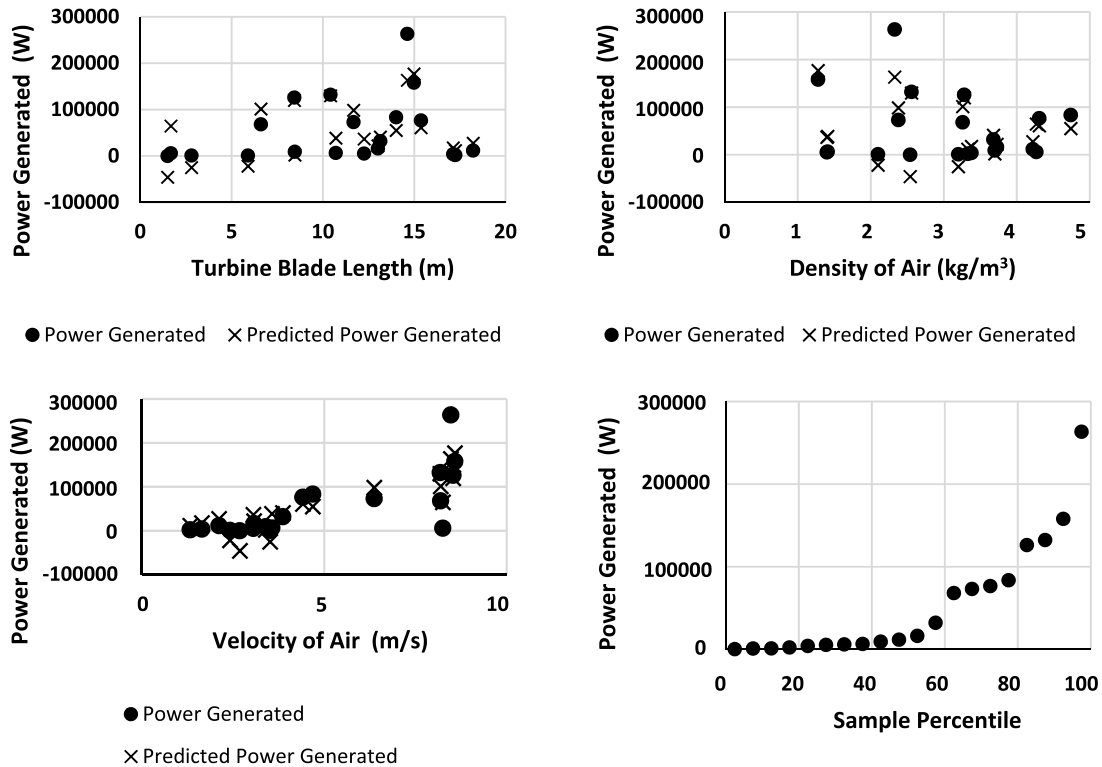 Power Generated  (W)
300000
200000
100000
0
-100000
0 5 10 15 20
Turbine Blade Length (m)
Power Generated Predicted Power Generated
Power Generated  (W)
300000
200000
100000
0
-100000
0 1 2 3 4 5
Density of Air (kg/m³)
Power Generated Predicted Power Generated
Power Generated (W)
300000
200000
100000
0
-100000
0 5 10
Velocity of Air  (m/s)
Power Generated
Predicted Power Generated
Power Generated  (W)
300000
200000
100000
0
0 20 40 60 80 100
Sample Percentile